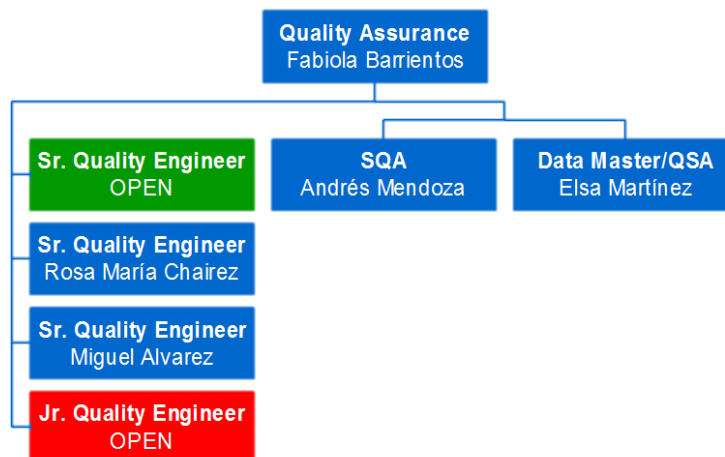 Quality Assurance
Fabiola Barrientos
Sr. Quality Engineer
OPEN
SQA
Andrés Mendoza
Data Master/QSA
Elsa Martínez
Sr. Quality Engineer
Rosa María Chairez
Sr. Quality Engineer
Miguel Alvarez
Jr. Quality Engineer
OPEN